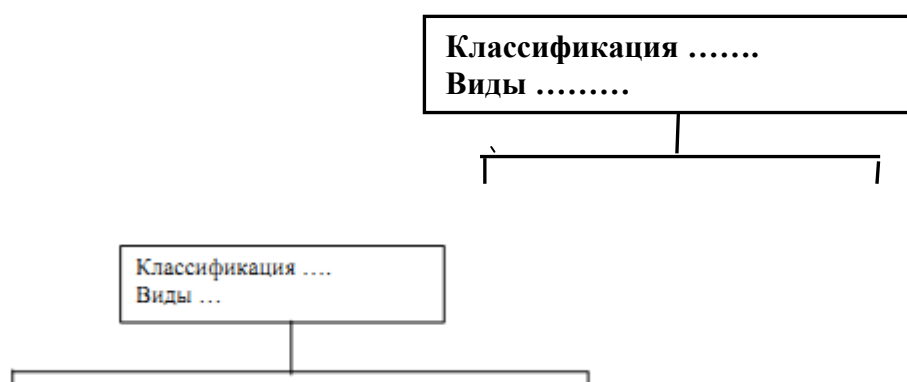 Классификация …….
Виды ………
Классификация ….
Виды …